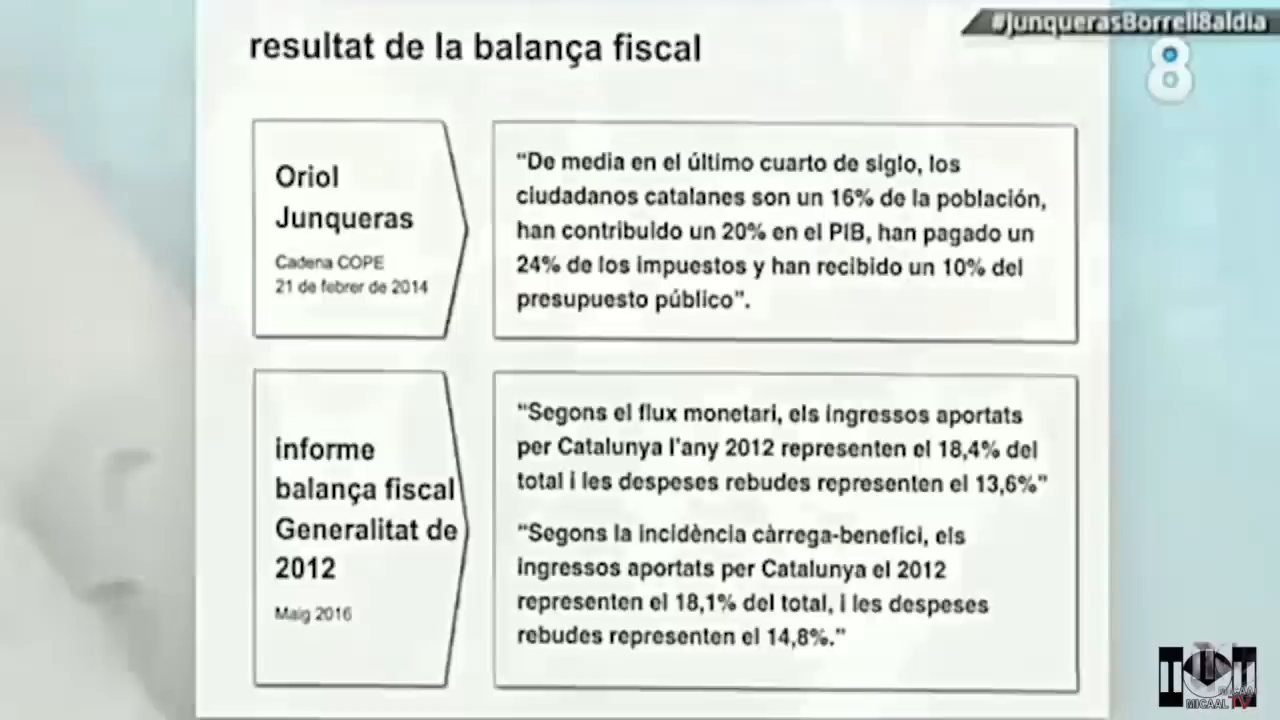 #JunquerasBorrell8aldia
8
resultat de la balança fiscal
Oriol
Junqueras
Cadena COPE
21 de febrer de 2014
“De media en el último cuarto de siglo, los
ciudadanos catalanes son un 16% de la población,
han contribuido un 20% en el PIB, han pagado un
24% de los impuestos y han recibido un 10% del
presupuesto público”.
informe
balança fiscal
Generalitat de
2012
Maig 2016
“Segons el flux monetari, els ingressos aportats
per Catalunya l'any 2012 representen el 18,4% del
total i les despeses rebudes representen el 13,6%”
“Segons la incidència càrrega-benefici, els
ingressos aportats per Catalunya el 2012
representen el 18,1% del total, i les despeses
rebudes representen el 14,8%.”
MICAAL TV